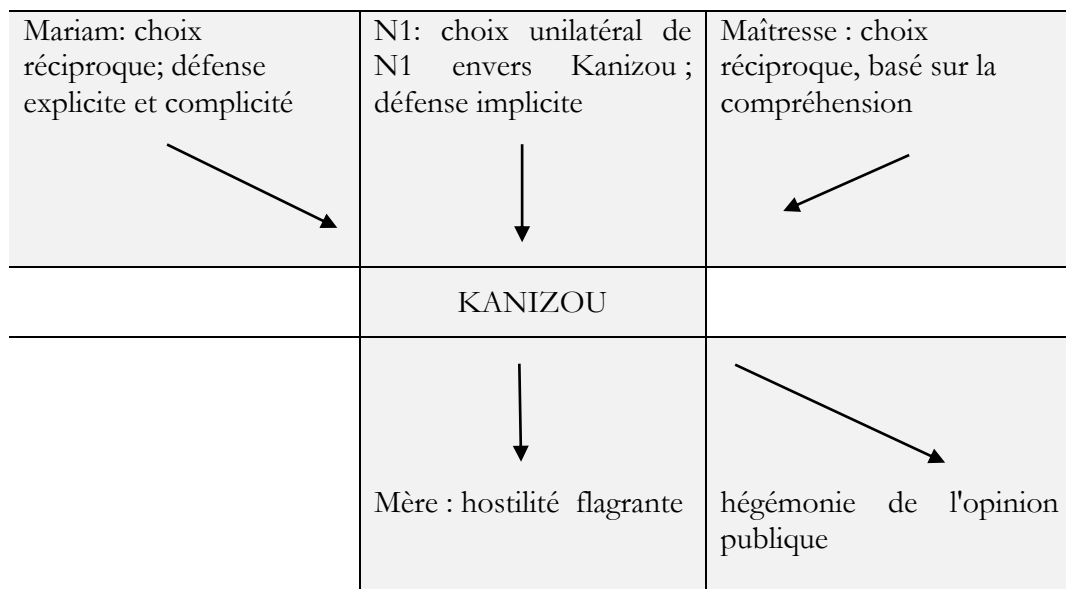 Mariam: choix
réciproque; défense
explicite et complicité
N1: choix unilatéral de
N1 envers Kanizou ;
défense implicite
Maîtresse : choix
réciproque, basé sur la
compréhension
KANIZOU
Mère : hostilité flagrante
hégémonie de l'opinion
publique